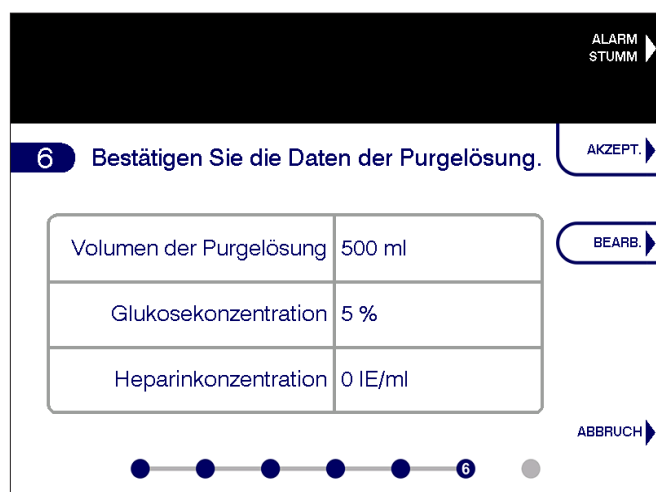 ALARM
STUMM
6 Bestätigen Sie die Daten der Purgelösung.
AKZEPT.
BEARB.
Volumen der Purgelösung 500 ml
Glukosekonzentration 5 %
Heparinkonzentration 0 IE/ml
ABBRUCH
6